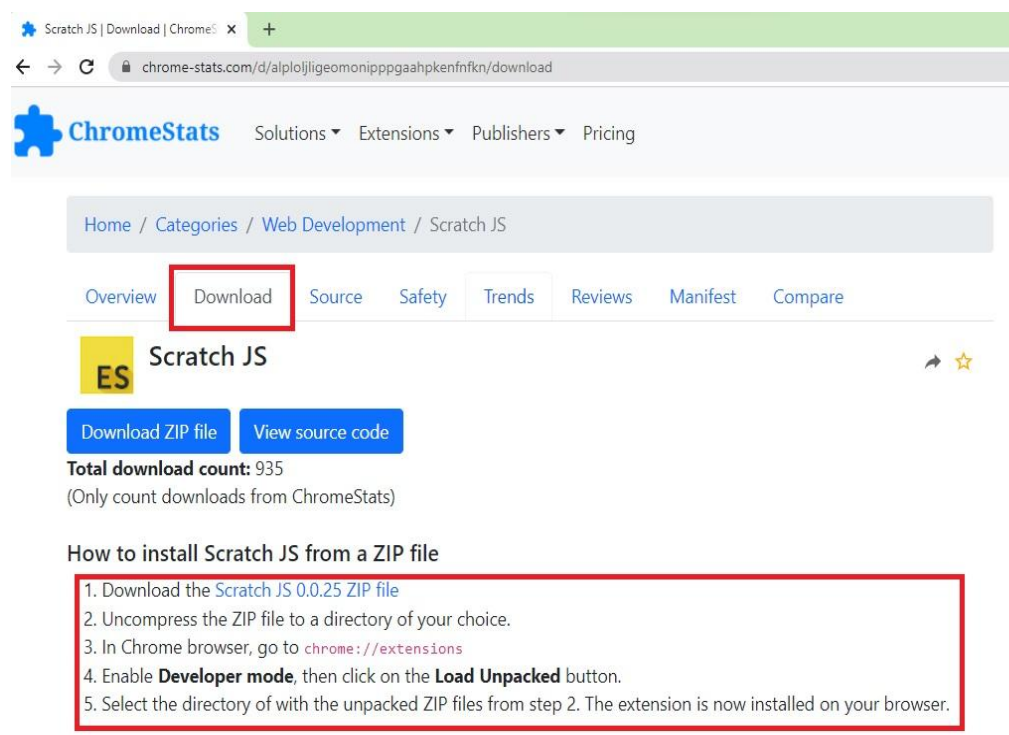 Scratch JS | Download | ChromeS
chrome-stats.com/d/alploljligeomonipppgaahpkenfnfkn/download
ChromeStats Solutions Extensions Publishers Pricing
Home / Categories / Web Development / Scratch JS
Overview Download Source Safety Trends Reviews Manifest Compare
ES Scratch JS
Download ZIP file View source code
Total download count: 935
(Only count downloads from ChromeStats)
How to install Scratch JS from a ZIP file
1. Download the Scratch JS 0.0.25 ZIP file
2. Uncompress the ZIP file to a directory of your choice.
3. In Chrome browser, go to chrome://extensions
4. Enable Developer mode, then click on the Load Unpacked button.
5. Select the directory of with the unpacked ZIP files from step 2. The extension is now installed on your browser.